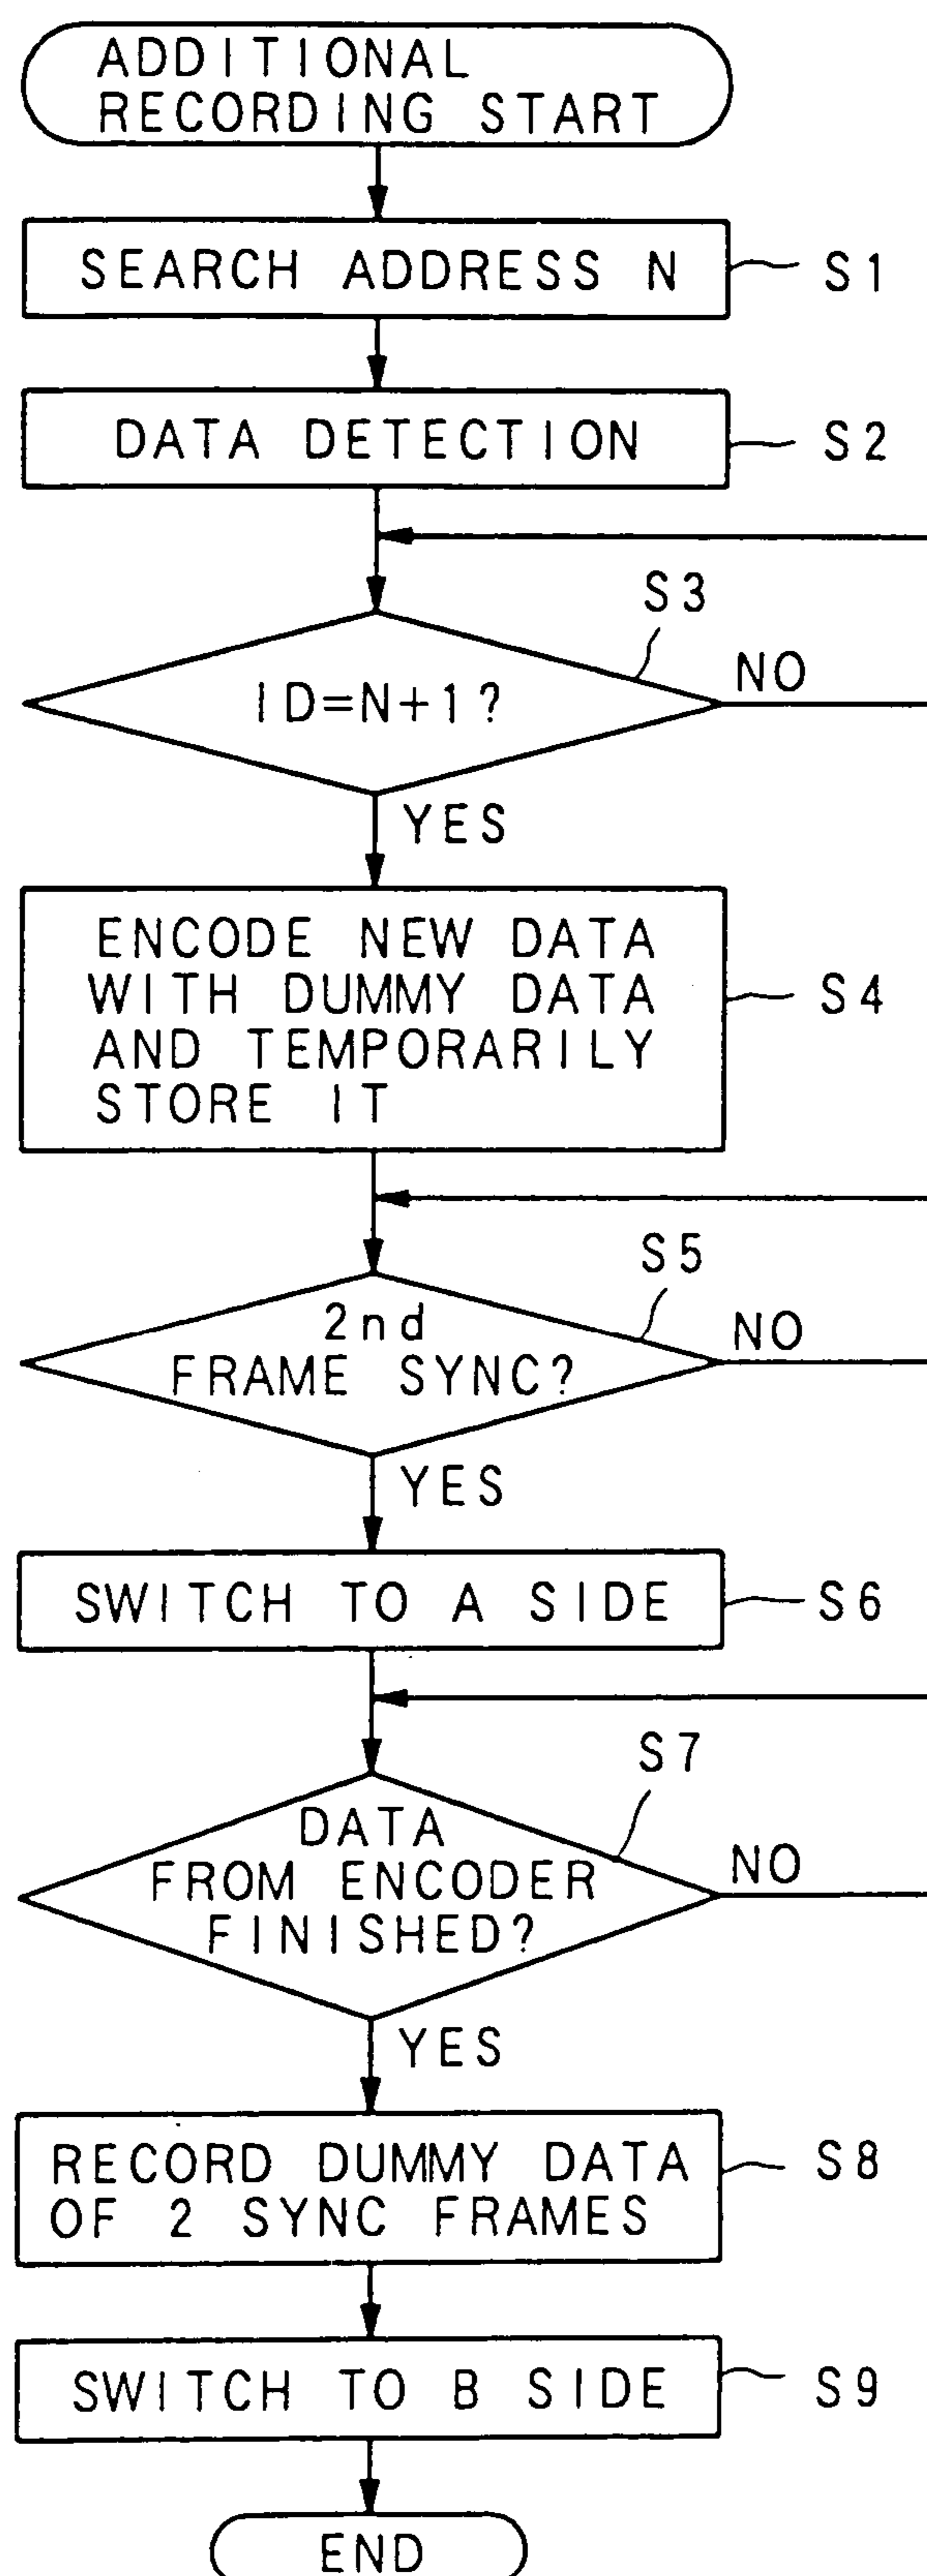 ADDITIONAL
RECORDING START
SEARCH ADDRESS N
S1
DATA DETECTION
S2
S3
ID=N+1?
NO
YES
ENCODE NEW DATA
WITH DUMMY DATA
AND TEMPORARILY
STORE IT
S4
S5
2nd
FRAME SYNC?
NO
YES
SWITCH TO A SIDE
S6
S7
DATA
FROM ENCODER
FINISHED?
NO
YES
RECORD DUMMY DATA
OF 2 SYNC FRAMES
S8
SWITCH TO B SIDE
S9
END